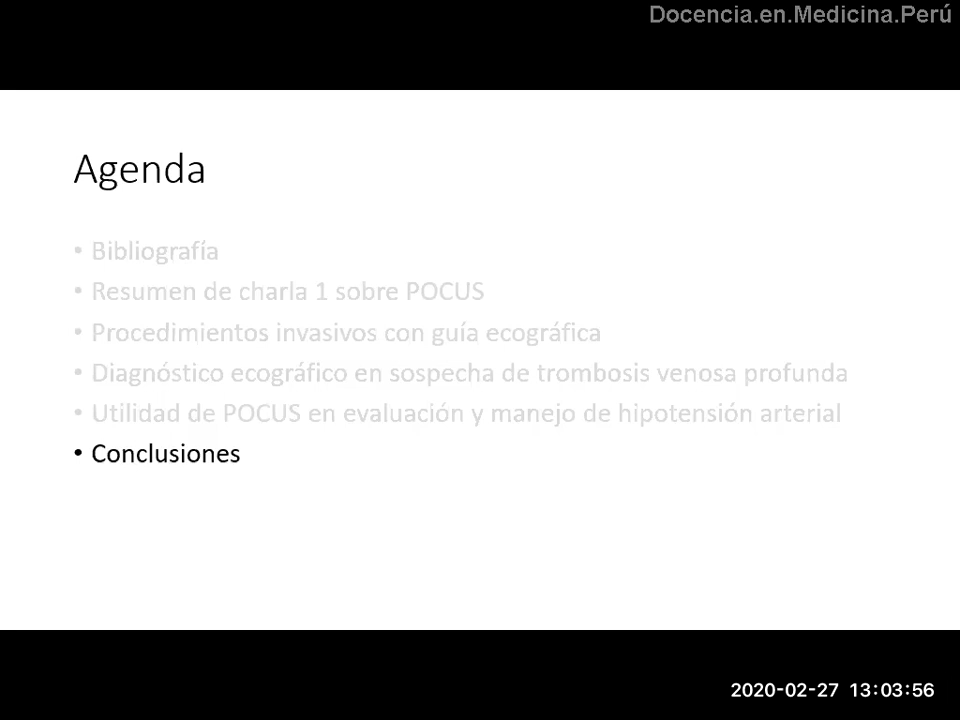 Docencia.en.Medicina.Perú
Agenda
• Bibliografía
• Resumen de charla 1 sobre POCUS
• Procedimientos invasivos con guía ecográfica
• Diagnóstico ecográfico en sospecha de trombosis venosa profunda
• Utilidad de POCUS en evaluación y manejo de hipotensión arterial
• Conclusiones
2020-02-27 13:03:56